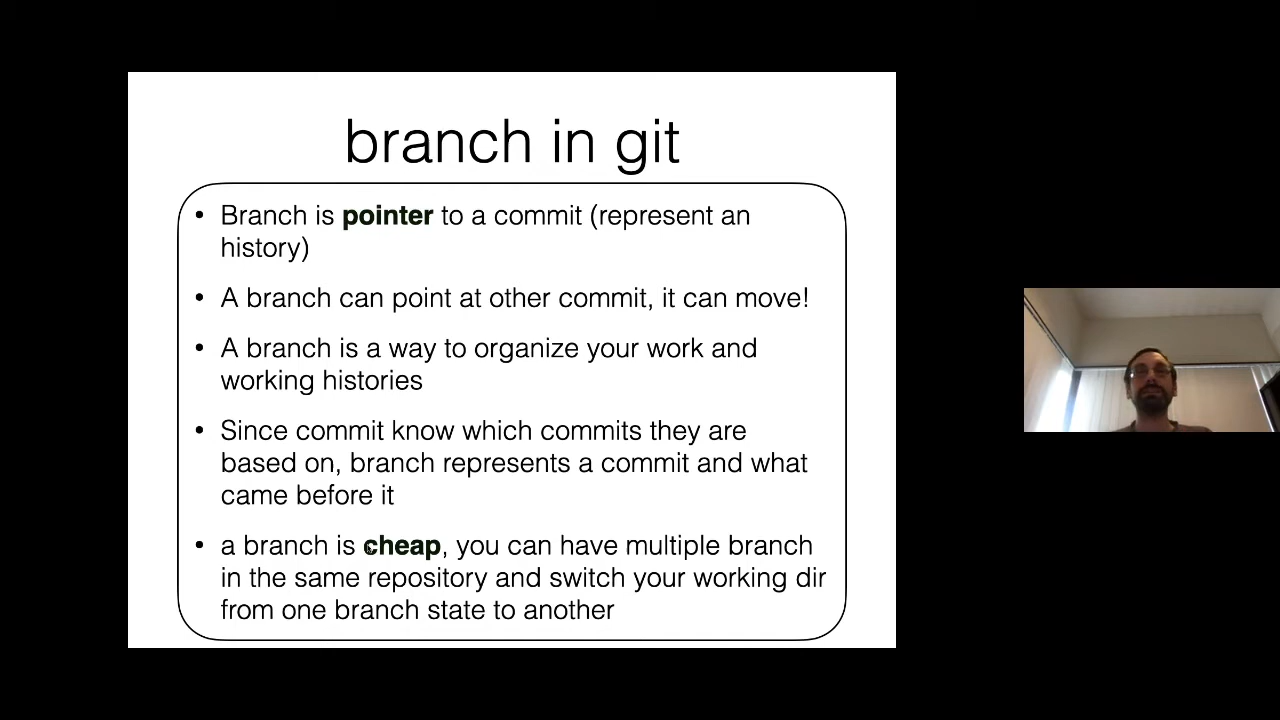 branch in git
• Branch is pointer to a commit (represent an
history)
• A branch can point at other commit, it can move!
• A branch is a way to organize your work and
working histories
• Since commit know which commits they are
based on, branch represents a commit and what
came before it
• a branch is cheap, you can have multiple branch
in the same repository and switch your working dir
from one branch state to another